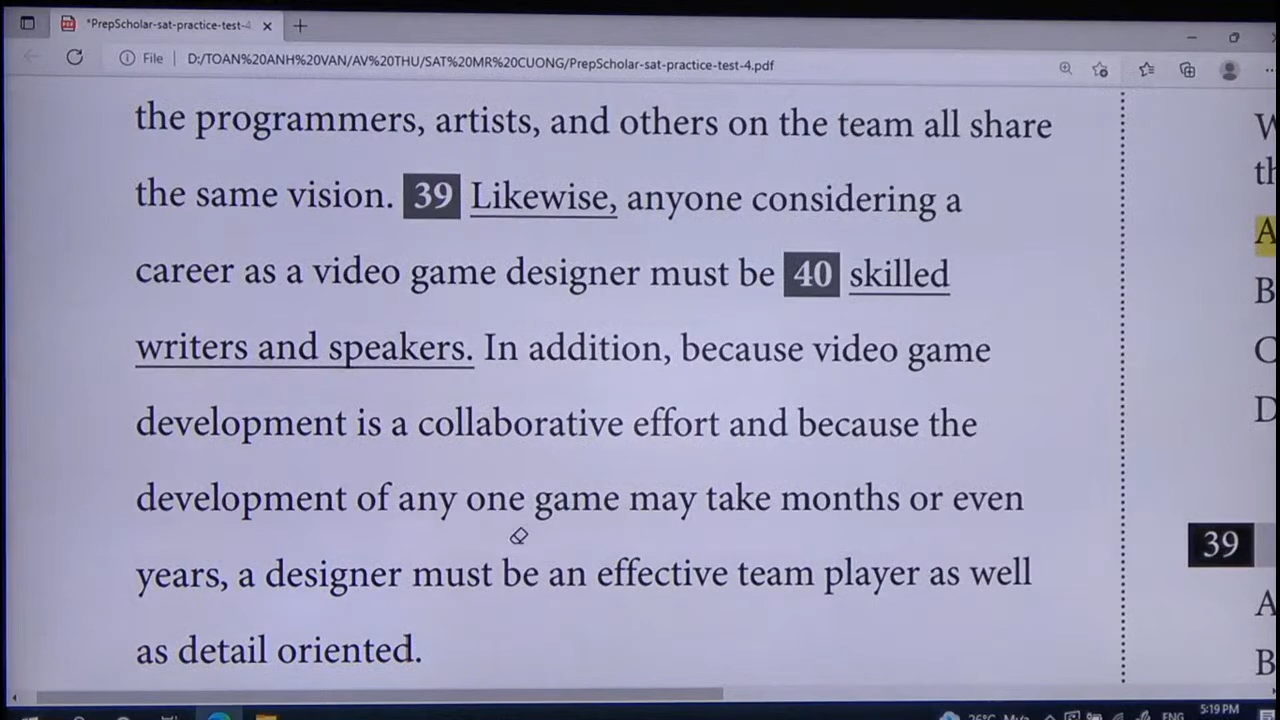 *PrepScholar-sat-practice-test-4
File
D:/TOAN%20ANH%20VAN/AV%20THU/SAT%20MR%20CUONG/PrepScholar-sat-practice-test-4.pdf
the programmers, artists, and others on the team all share
the same vision. 39 Likewise, anyone considering a
career as a video game designer must be 40 skilled
writers and speakers. In addition, because video game
development is a collaborative effort and because the
development of any one game may take months or even
years, a designer must be an effective team player as well
as detail oriented.
W
th
A
B
C
D
39
A
B
ENG
5:19 PM